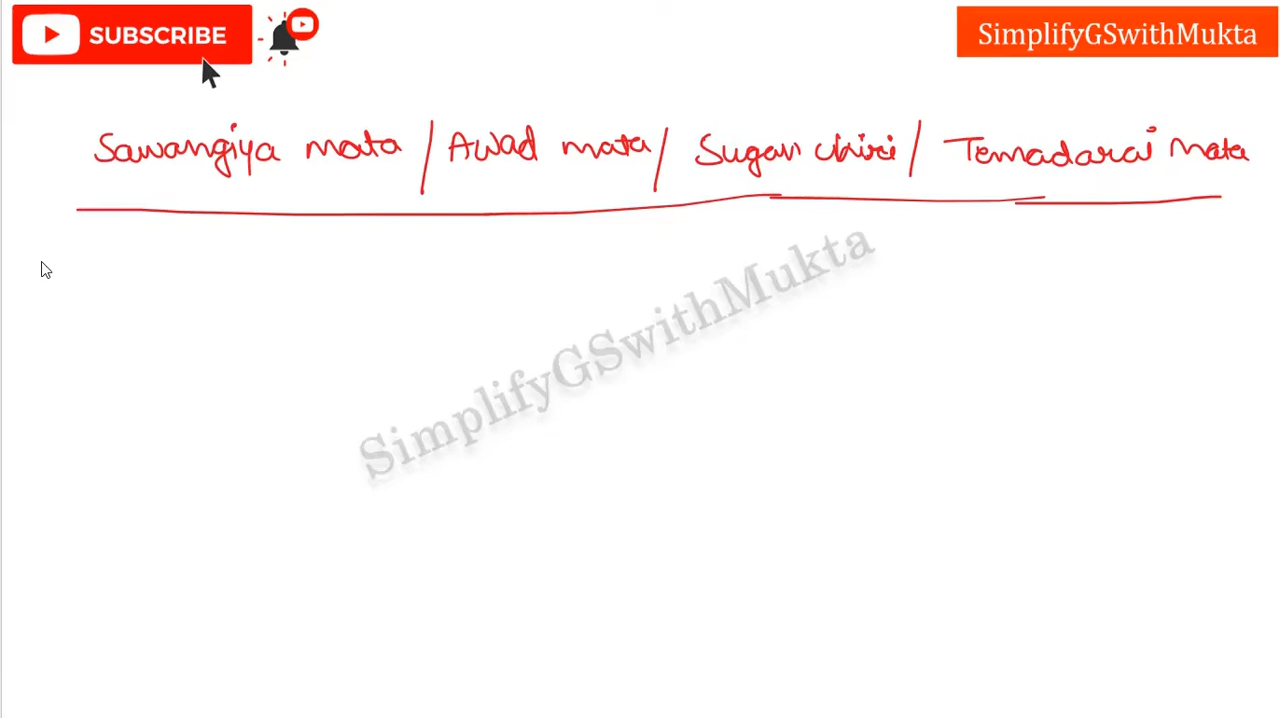 SUBSCRIBE
SimplifyGSwithMukta
Sawangiya mata / Awad mata / Sugan chiri / Temadarai Mata
SimplifyGSwithMukta